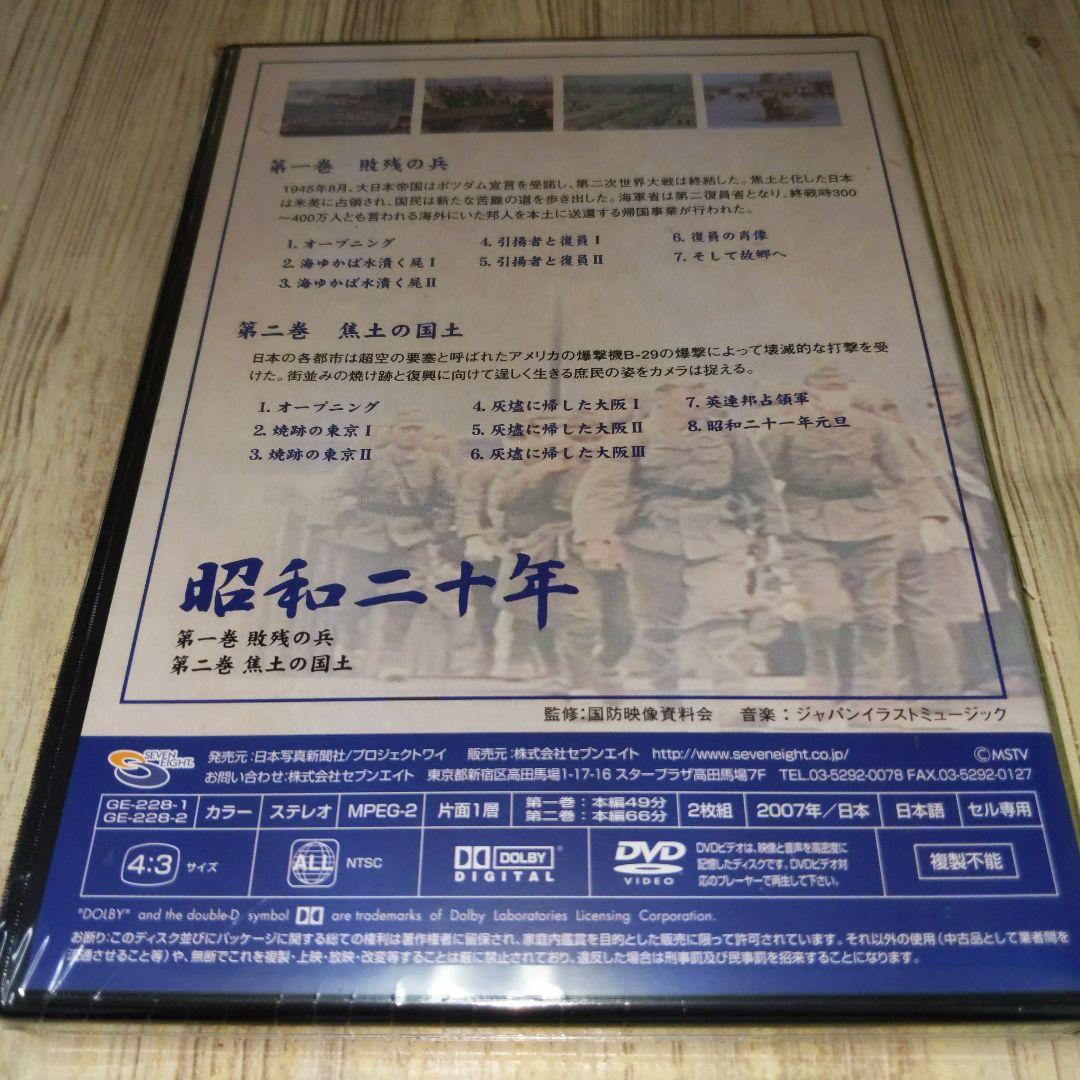 第一巻 敗残の兵
1945年8月、大日本帝国はポツダム宣言を受諾し、第二次世界大戦は終結した。焦土と化した日本
は米英に占領され、国民は新たな苦難の道を歩き出した。海軍省は第二復員省となり、終戦時300
〜400万人とも言われる海外にいた邦人を本土に送還する帰国事業が行われた。
1. オープニング
2. 海ゆかば水漬く屍Ⅰ
3. 海ゆかば水漬く屍Ⅱ
4. 引揚者と復員Ⅰ
5. 引揚者と復員Ⅱ
6. 復員の肖像
7. そして故郷へ
第二巻 焦土の国土
日本の各都市は超空の要塞と呼ばれたアメリカの爆撃機B-29の爆撃によって壊滅的な打撃を受
けた。街並みの焼け跡と復興に向けて逞しく生きる庶民の姿をカメラは捉える。
1. オープニング
2. 焼跡の東京Ⅰ
3. 焼跡の東京Ⅱ
4. 灰燼に帰した大阪Ⅰ
5. 灰燼に帰した大阪Ⅱ
6. 灰燼に帰した大阪Ⅲ
7. 英連邦占領軍
8. 昭和二十一年元旦
昭和二十年
第一巻 敗残の兵
第二巻 焦土の国土
監修:国防映像資料会 音楽:ジャパンイラストミュージック
SEVEN EIGHT
発売元:日本写真新聞社/プロジェクトワイ 販売元:株式会社セブンエイト http://www.seveneight.co.jp/ ©MSTV
お問い合わせ:株式会社セブンエイト 東京都新宿区高田馬場1-17-16 スタープラザ高田馬場7F TEL.03-5292-0078 FAX.03-5292-0127
GE-228-1
GE-228-2
カラー
ステレオ
MPEG-2
片面1層
第一巻:本編49分
第二巻:本編66分
2枚組
2007年/日本
日本語
セル専用
4:3 サイズ
ALL NTSC
DOLBY DIGITAL
DVD VIDEO
DVDビデオは、映像と音声を高密度に
記憶したディスクです。DVDビデオ対
応のプレーヤーで再生して下さい。
複製不能
"DOLBY" and the double-D symbol are trademarks of Dolby Laboratories Licensing Corporation.
お断り:このディスク並びにパッケージに関する総ての権利は著作権者に留保され、家庭内鑑賞を目的とした販売に限って許可されています。それ以外の使用(中古品として業者間を
流通させること等)や、無断でこれを複製・上映・放映・改変等することは厳に禁止されており、違反した場合は刑事罰及び民事罰を招来することになります。